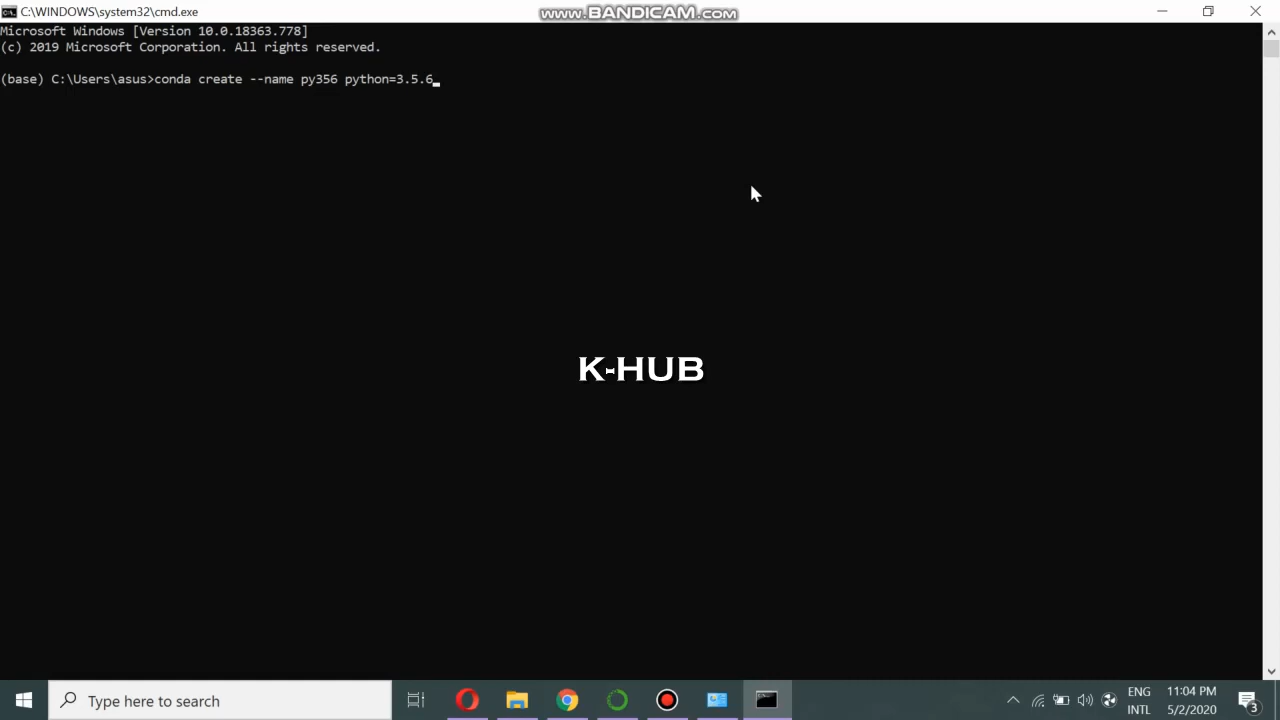 C:\WINDOWS\system32\cmd.exe
www.BANDICAM.com
Microsoft Windows [Version 10.0.18363.778]
(c) 2019 Microsoft Corporation. All rights reserved.
(base) C:\Users\asus>conda create --name py356 python=3.5.6_
K-HUB
Type here to search
ENG
INTL
11:04 PM
5/2/2020
3